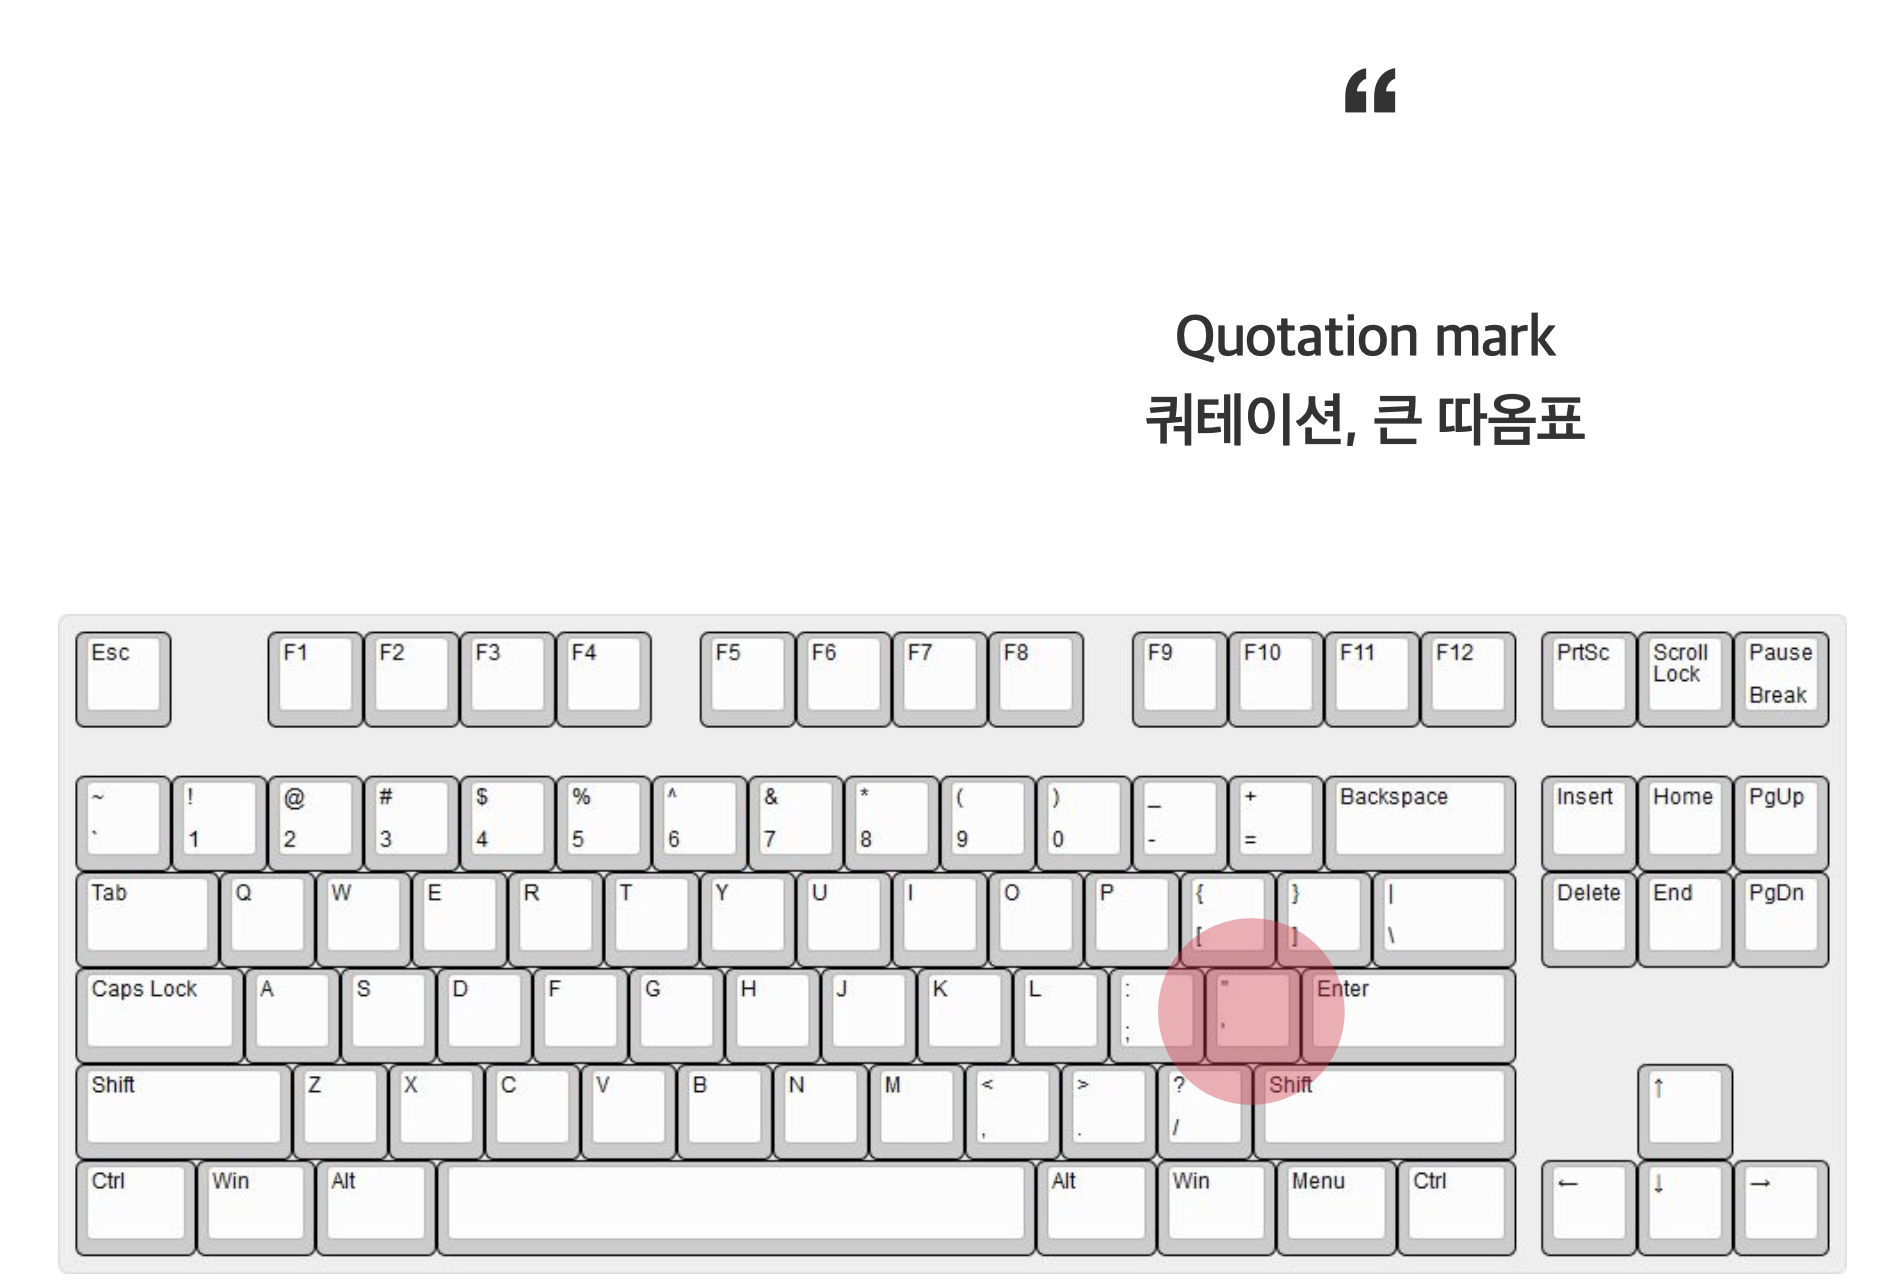 “
Quotation mark
쿼테이션, 큰 따옴표
Esc F1 F2 F3 F4 F5 F6 F7 F8 F9 F10 F11 F12 PrtSc Scroll Lock Pause Break
~ ! @ # $ % ^ & * ( ) _ + Backspace Insert Home PgUp
` 1 2 3 4 5 6 7 8 9 0 - =
Tab Q W E R T Y U I O P { } | Delete End PgDn
[ ] \
Caps Lock A S D F G H J K L : " Enter
; '
Shift Z X C V B N M < > ? Shift ↑
, . /
Ctrl Win Alt Alt Win Menu Ctrl ← ↓ →